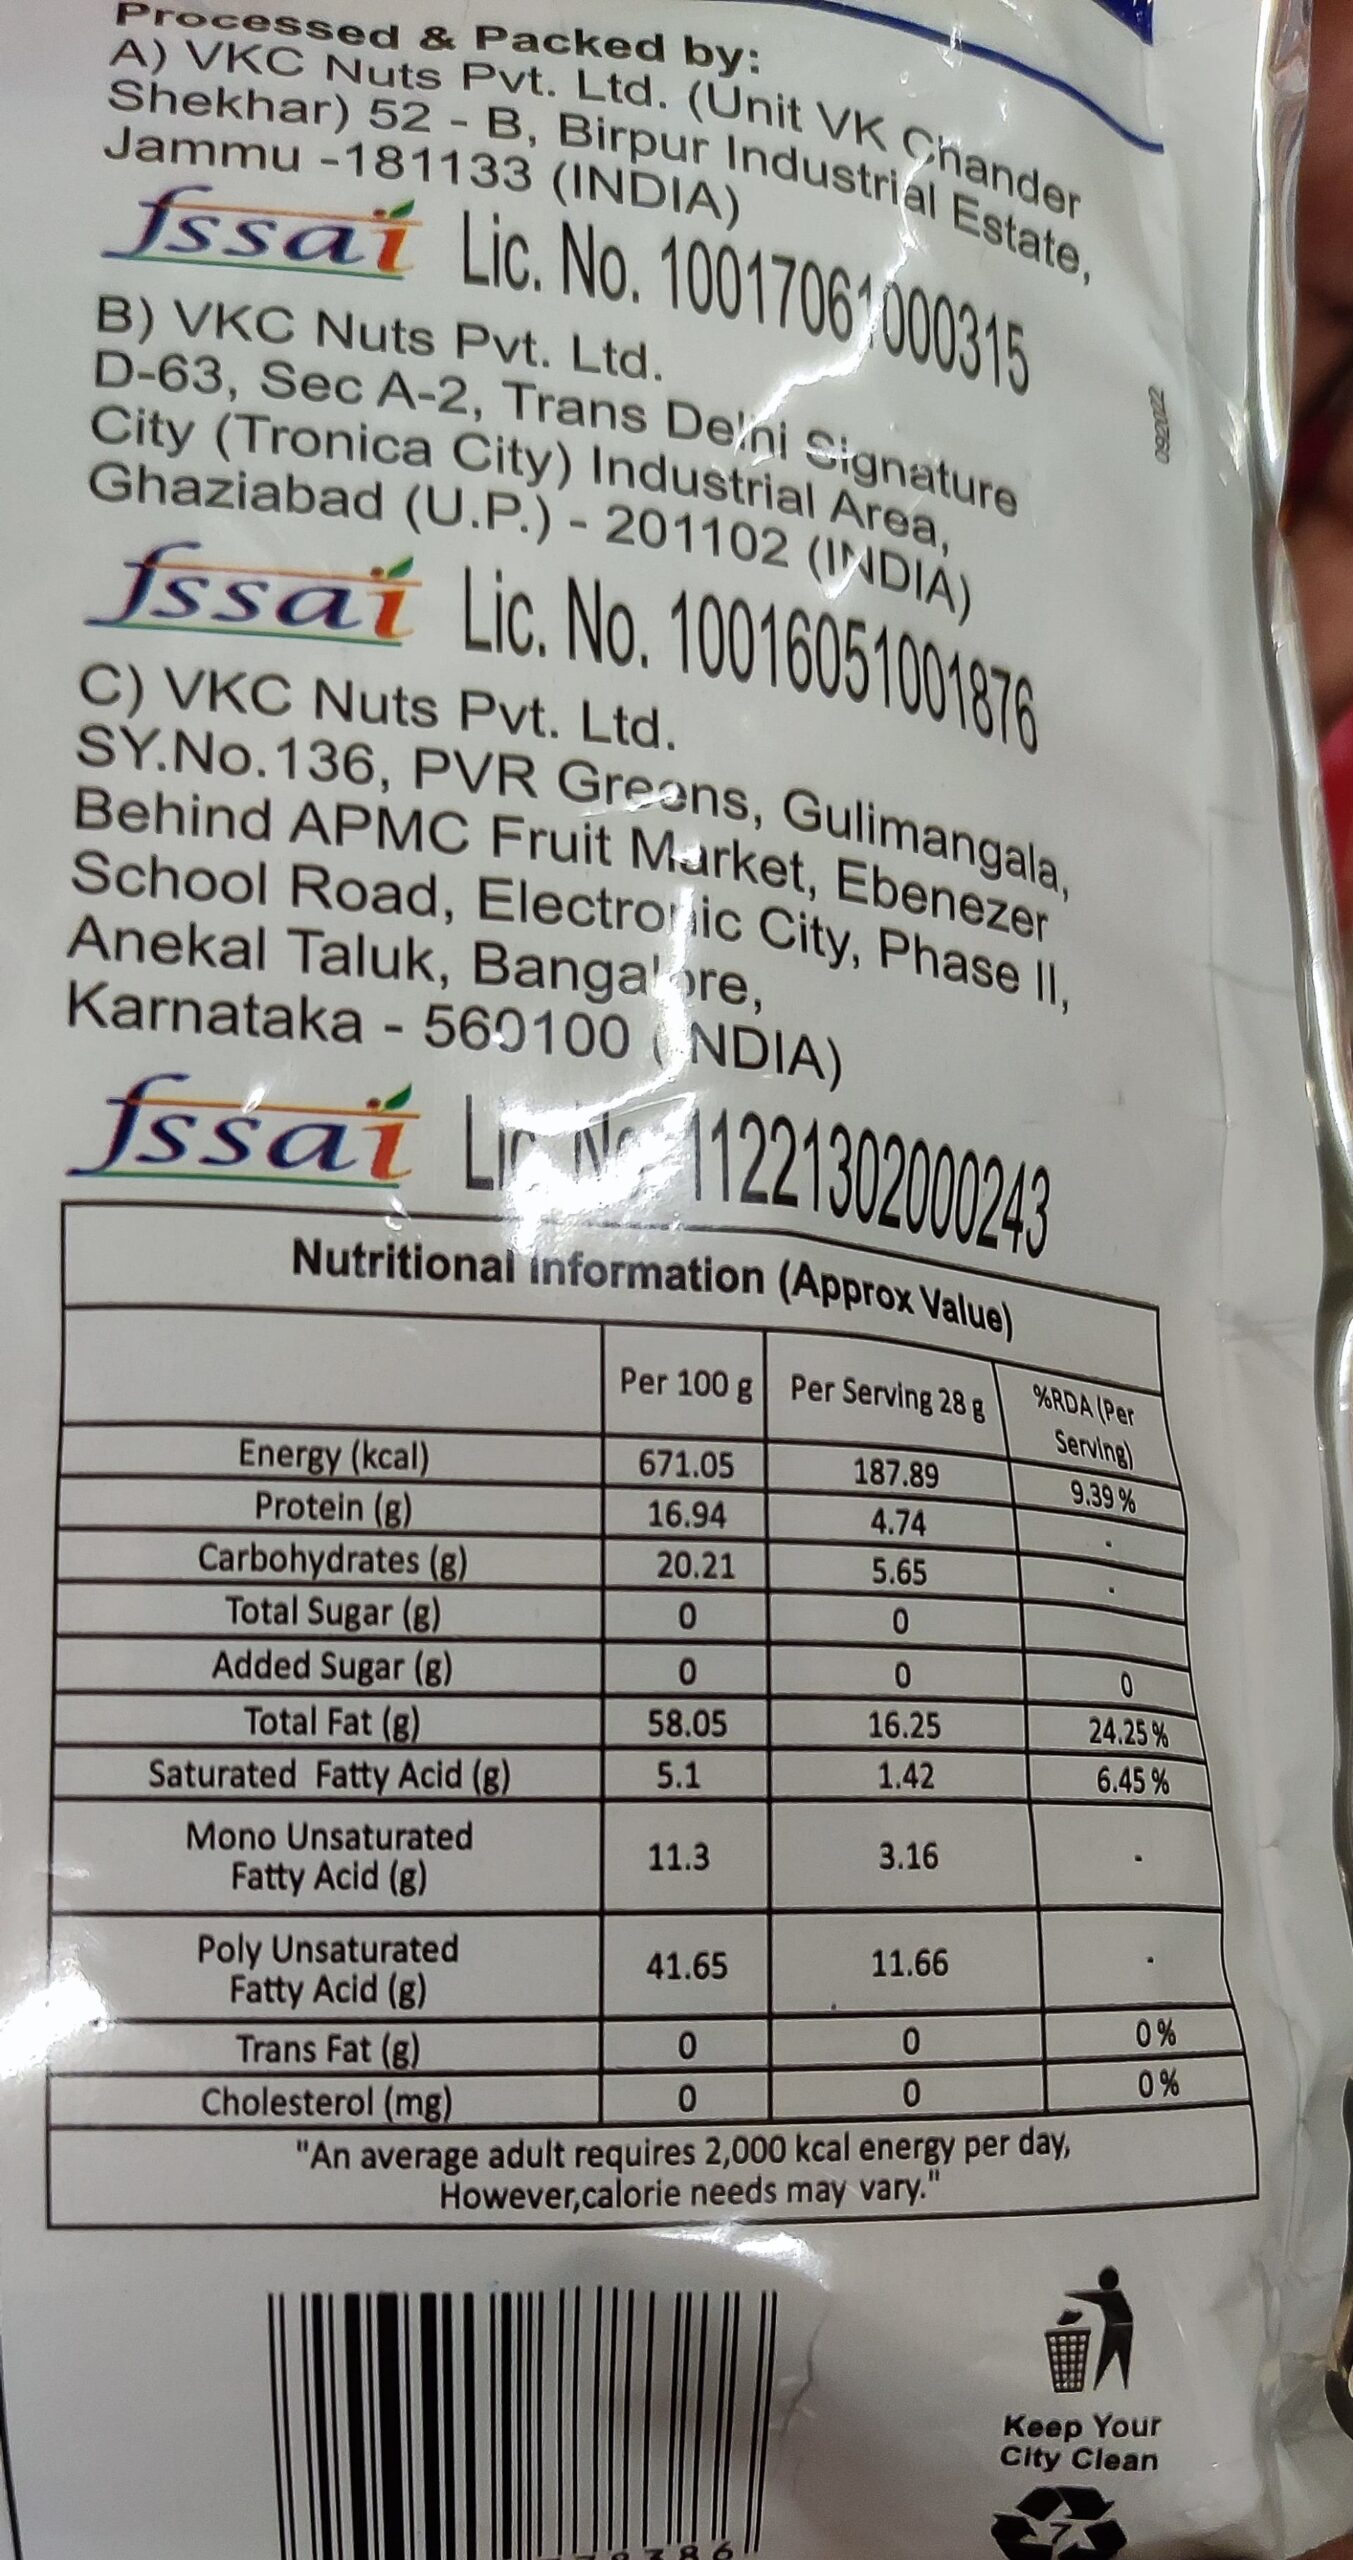 Processed & Packed by:
A) VKC Nuts Pvt. Ltd. (Unit VK Chander
Shekhar) 52 - B, Birpur Industrial Estate,
Jammu -181133 (INDIA)
fssai Lic. No. 10017061000315
B) VKC Nuts Pvt. Ltd.
D-63, Sec A-2, Trans Delhi Signature
City (Tronica City) Industrial Area,
Ghaziabad (U.P.) - 201102 (INDIA)
fssai Lic. No. 10016051001876
C) VKC Nuts Pvt. Ltd.
SY.No.136, PVR Greens, Gulimangala,
Behind APMC Fruit Market, Ebenezer
School Road, Electronic City, Phase II,
Anekal Taluk, Bangalore,
Karnataka - 560100 (INDIA)
fssai Lic. No. 11221302000243
Nutritional Information (Approx Value)
Per 100 g Per Serving 28 g %RDA (Per Serving)
Energy (kcal) 671.05 187.89 9.39 %
Protein (g) 16.94 4.74 -
Carbohydrates (g) 20.21 5.65 -
Total Sugar (g) 0 0
Added Sugar (g) 0 0 0
Total Fat (g) 58.05 16.25 24.25 %
Saturated Fatty Acid (g) 5.1 1.42 6.45 %
Mono Unsaturated
Fatty Acid (g) 11.3 3.16 -
Poly Unsaturated
Fatty Acid (g) 41.65 11.66 -
Trans Fat (g) 0 0 0 %
Cholesterol (mg) 0 0 0 %
"An average adult requires 2,000 kcal energy per day,
However,calorie needs may vary."
Keep Your
City Clean
7